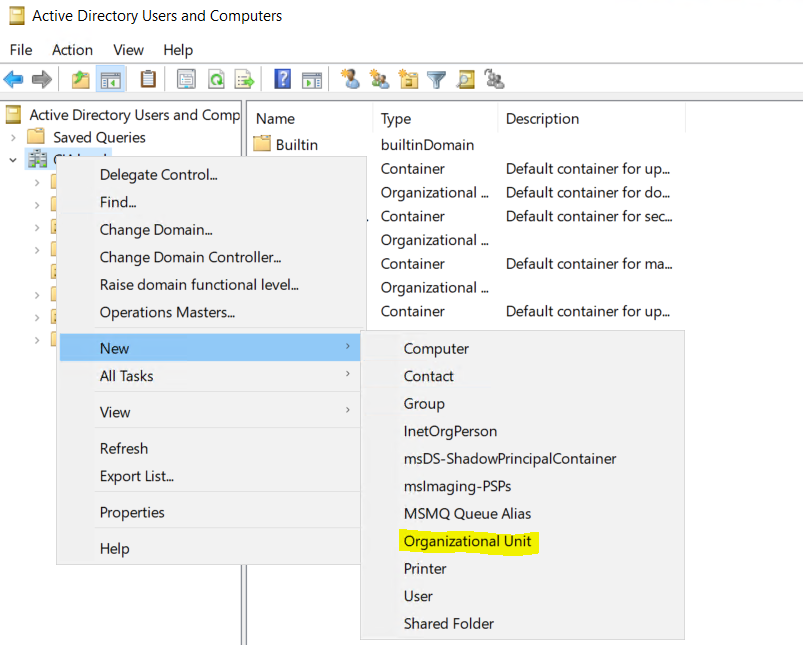 Active Directory Users and Computers
File Action View Help
Active Directory Users and Comp
Saved Queries
Name Type Description
Builtin builtinDomain
Container Default container for up...
Organizational ... Default container for do...
Container Default container for sec...
Organizational ...
Container Default container for ma...
Organizational ...
Container Default container for up...
Delegate Control...
Find...
Change Domain...
Change Domain Controller...
Raise domain functional level...
Operations Masters...
New
All Tasks
View
Refresh
Export List...
Properties
Help
Computer
Contact
Group
InetOrgPerson
msDS-ShadowPrincipalContainer
msImaging-PSPs
MSMQ Queue Alias
Organizational Unit
Printer
User
Shared Folder